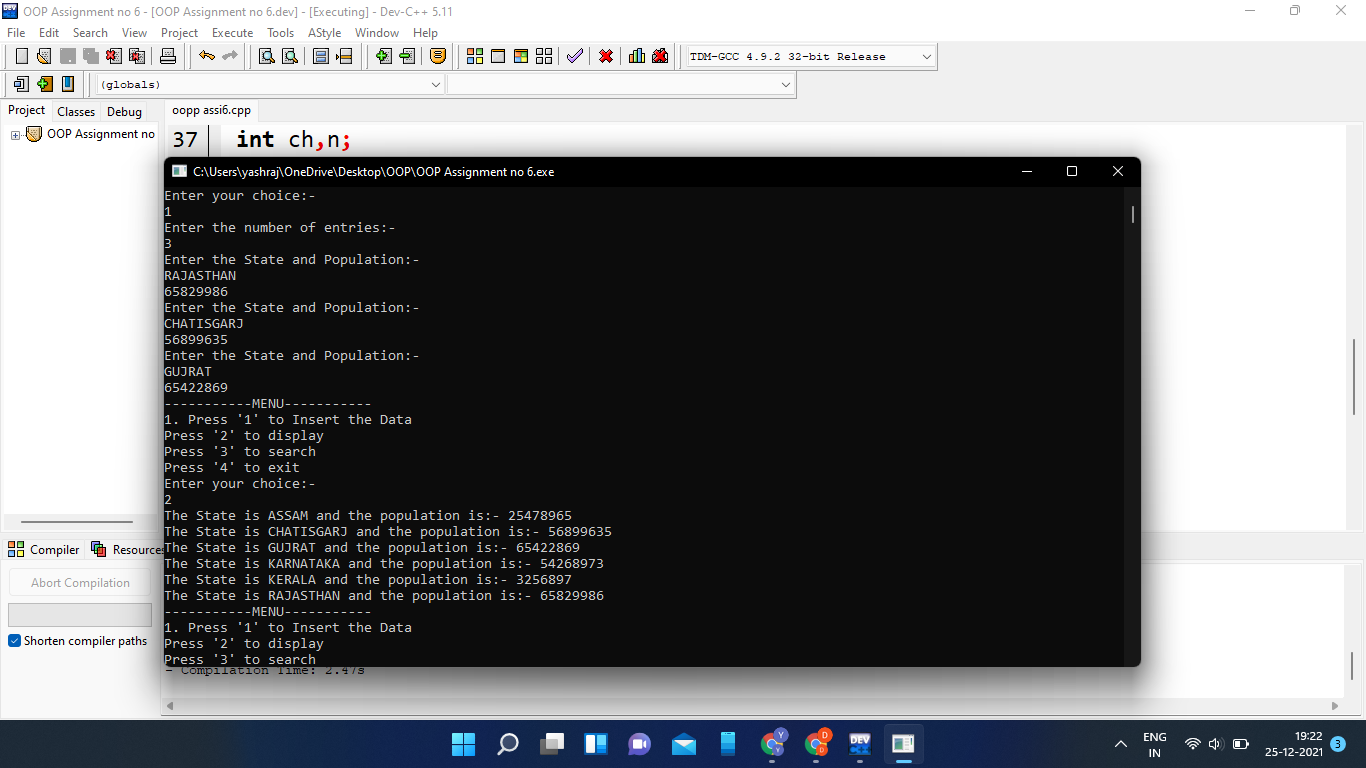 OOP Assignment no 6 - [OOP Assignment no 6.dev] - [Executing] - Dev-C++ 5.11
File Edit Search View Project Execute Tools AStyle Window Help
TDM-GCC 4.9.2 32-bit Release
(globals)
Project Classes Debug
oopp assi6.cpp
OOP Assignment no
37 int ch,n;
C:\Users\yashraj\OneDrive\Desktop\OOP\OOP Assignment no 6.exe
Enter your choice:-
1
Enter the number of entries:-
3
Enter the State and Population:-
RAJASTHAN
65829986
Enter the State and Population:-
CHATISGARJ
56899635
Enter the State and Population:-
GUJRAT
65422869
-----------MENU-----------
1. Press '1' to Insert the Data
Press '2' to display
Press '3' to search
Press '4' to exit
Enter your choice:-
2
The State is ASSAM and the population is:- 25478965
The State is CHATISGARJ and the population is:- 56899635
The State is GUJRAT and the population is:- 65422869
The State is KARNATAKA and the population is:- 54268973
The State is KERALA and the population is:- 3256897
The State is RAJASTHAN and the population is:- 65829986
-----------MENU-----------
1. Press '1' to Insert the Data
Press '2' to display
Press '3' to search
Compiler Resources
Abort Compilation
Shorten compiler paths
- Compilation Time: 2.47s
DEV
ENG
IN
19:22
25-12-2021
3